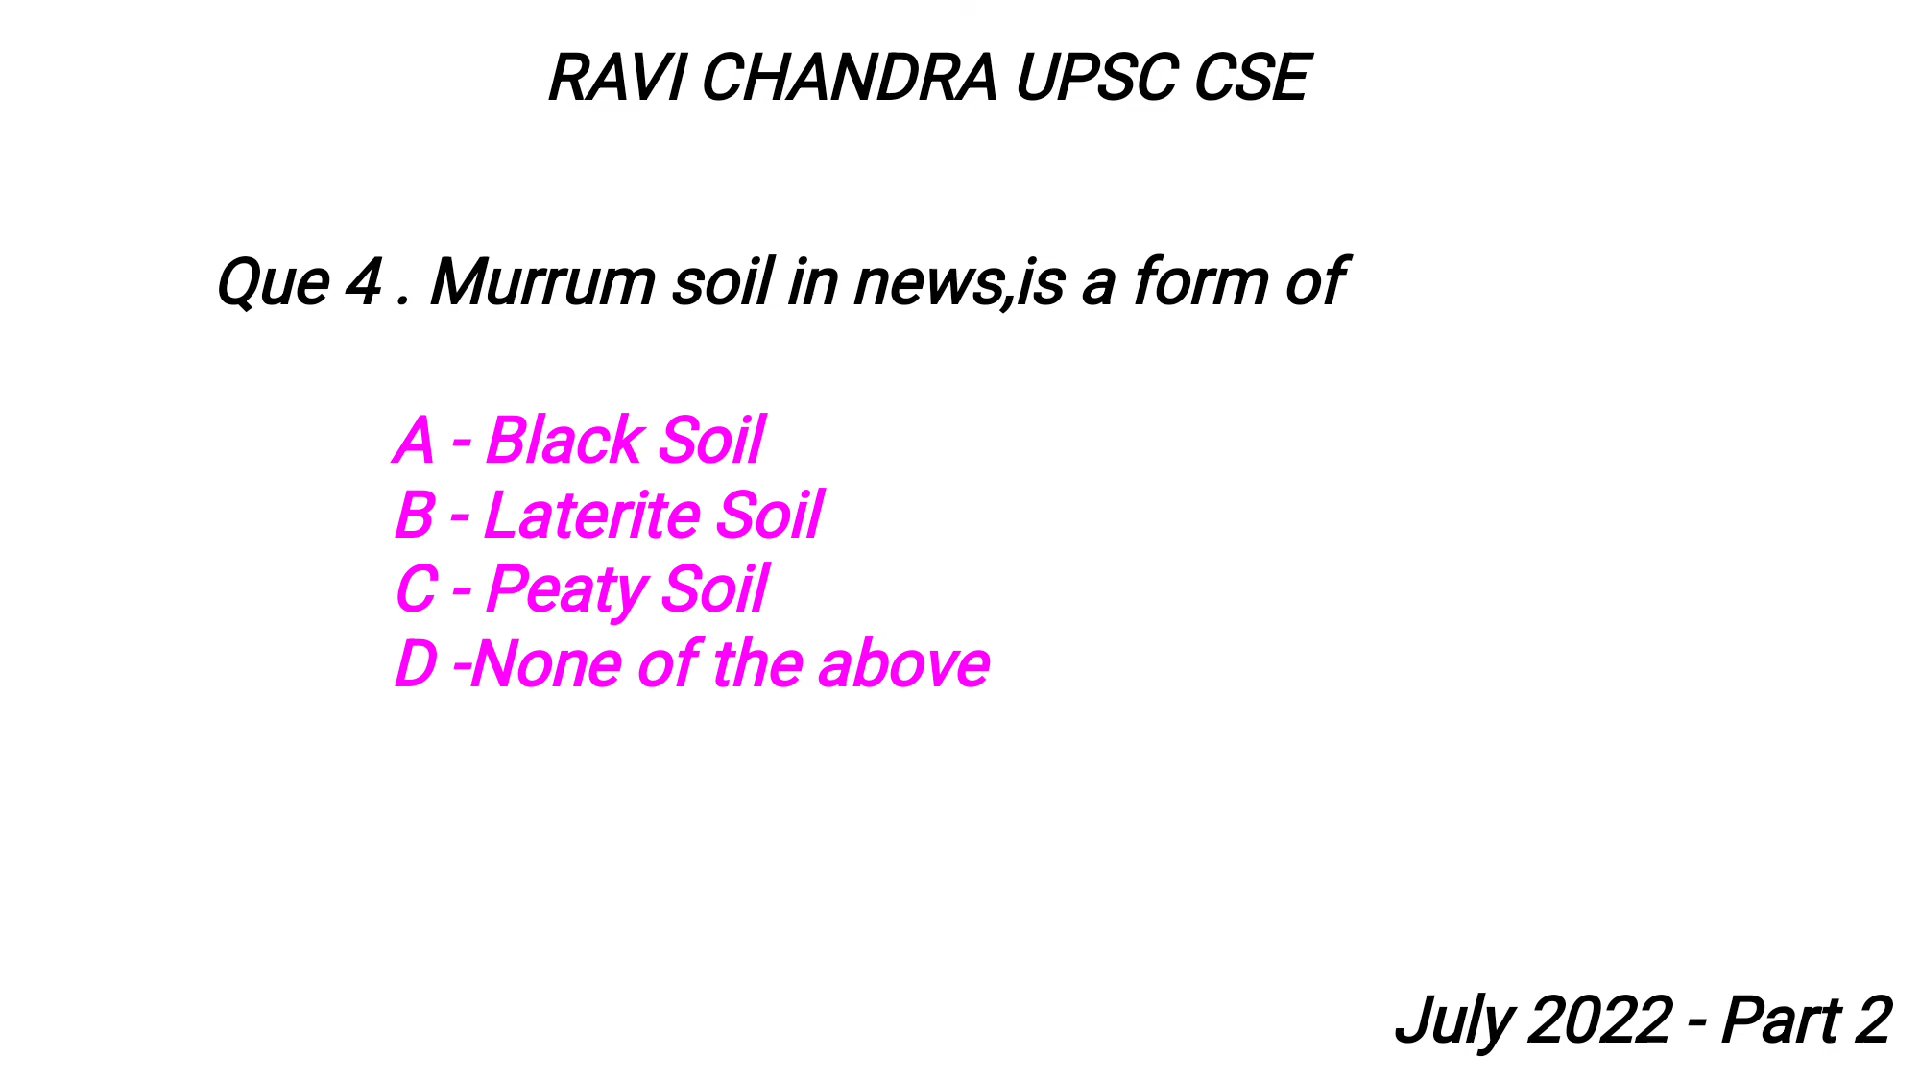 RAVI CHANDRA UPSC CSE
Que 4 . Murrum soil in news,is a form of
A - Black Soil
B - Laterite Soil
C - Peaty Soil
D -None of the above
July 2022 - Part 2